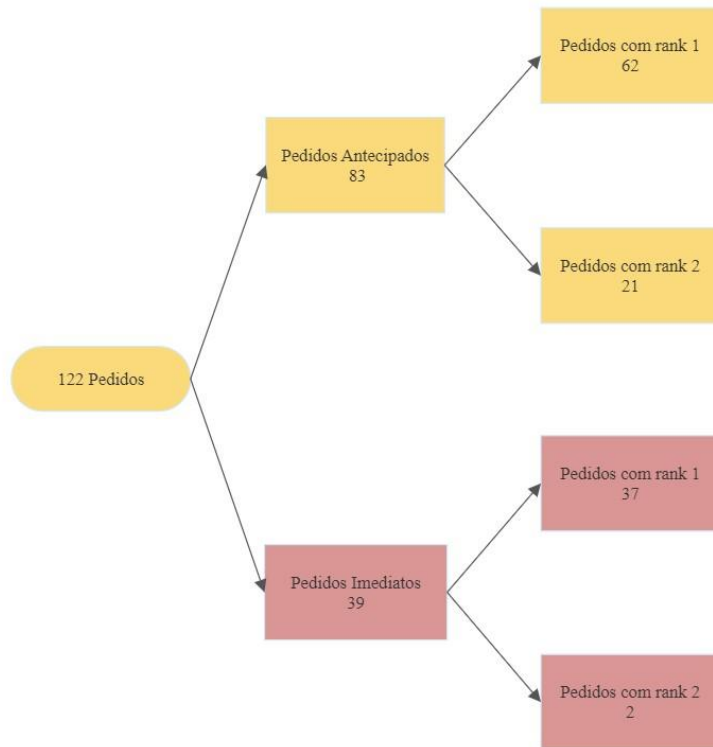 Pedidos com rank 1
62
Pedidos Antecipados
83
Pedidos com rank 2
21
122 Pedidos
Pedidos com rank 1
37
Pedidos Imediatos
39
Pedidos com rank 2
2